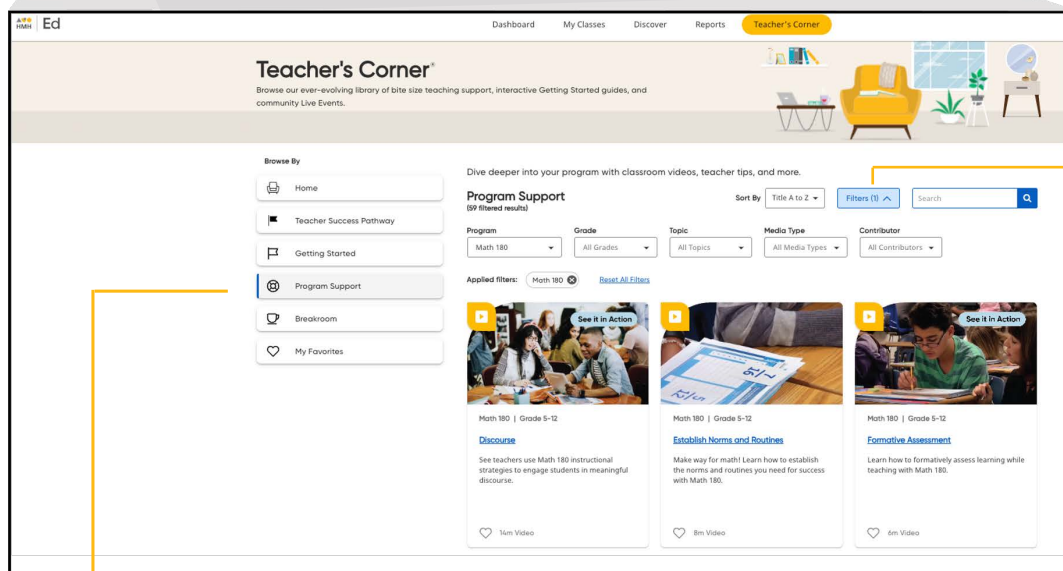 HMH
Ed
Dashboard
My Classes
Discover
Reports
Teacher's Corner
Teacher's Corner®
Browse our ever-evolving library of bite size teaching support, interactive Getting Started guides, and
community Live Events.
Browse By
Home
Teacher Success Pathway
Getting Started
Program Support
Breakroom
My Favorites
Dive deeper into your program with classroom videos, teacher tips, and more.
Program Support
(59 filtered results)
Sort By
Title A to Z
Filters (1)
Search
Program
Grade
Topic
Media Type
Contributor
Math 180
All Grades
All Topics
All Media Types
All Contributors
Applied filters:
Math 180
Reset All Filters
See it in Action
Math 180 | Grade 5-12
Discourse
See teachers use Math 180 instructional
strategies to engage students in meaningful
discourse.
14m Video
Math 180 | Grade 5-12
Establish Norms and Routines
Make way for math! Learn how to establish
the norms and routines you need for success
with Math 180.
8m Video
See it in Action
Math 180 | Grade 5-12
Formative Assessment
Learn how to formatively assess learning while
teaching with Math 180.
6m Video